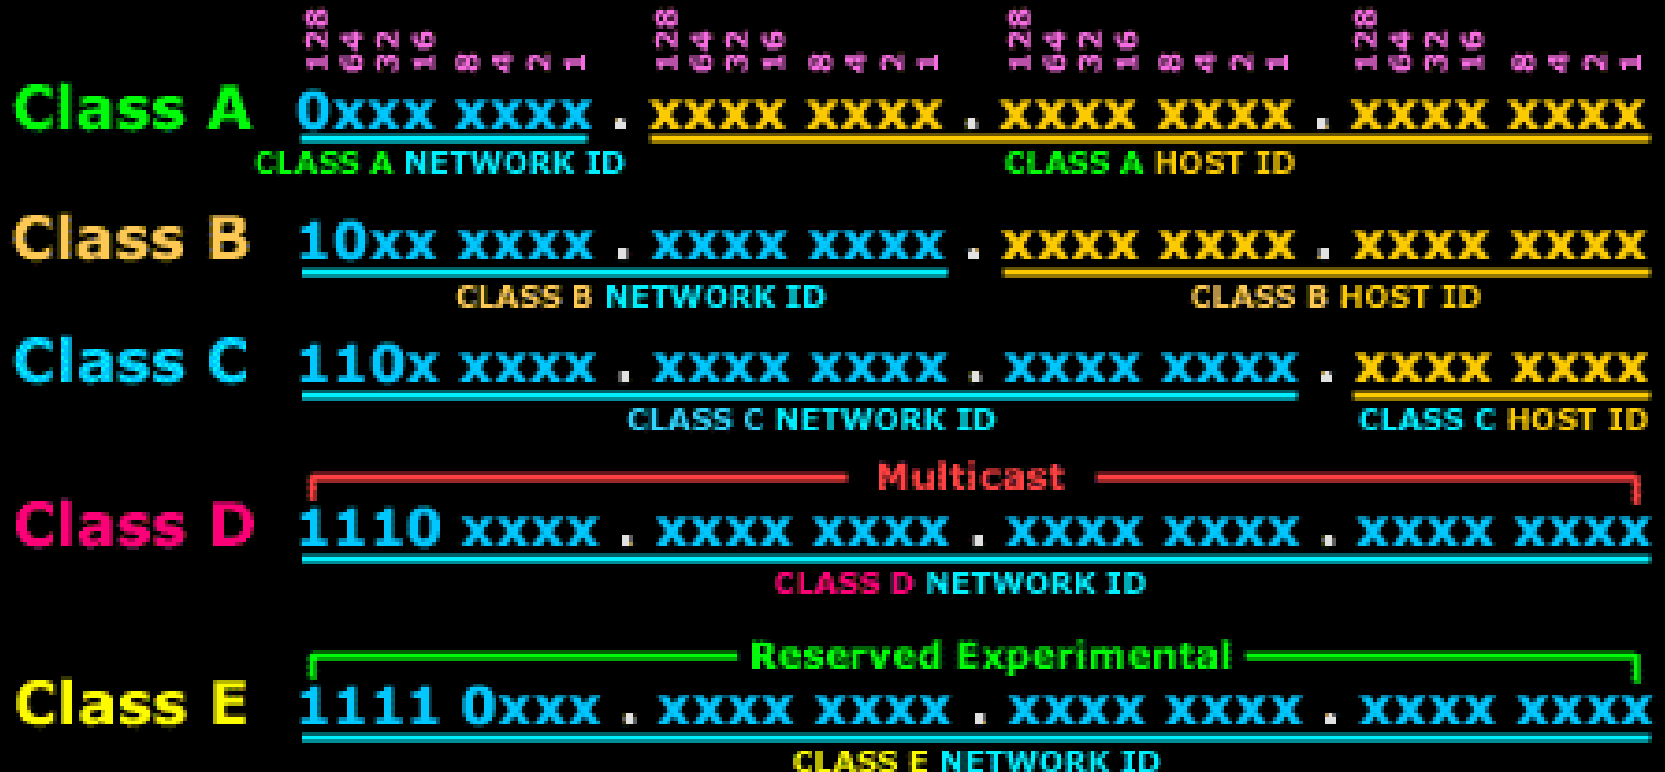 128 64 32 16 8 4 2 1 128 64 32 16 8 4 2 1 128 64 32 16 8 4 2 1 128 64 32 16 8 4 2 1
Class A 0xxx xxxx . xxxx xxxx . xxxx xxxx . xxxx xxxx
CLASS A NETWORK ID CLASS A HOST ID
Class B 10xx xxxx . xxxx xxxx . xxxx xxxx . xxxx xxxx
CLASS B NETWORK ID CLASS B HOST ID
Class C 110x xxxx . xxxx xxxx . xxxx xxxx . xxxx xxxx
CLASS C NETWORK ID CLASS C HOST ID
Multicast
Class D 1110 xxxx . xxxx xxxx . xxxx xxxx . xxxx xxxx
CLASS D NETWORK ID
Reserved Experimental
Class E 1111 0xxx . xxxx xxxx . xxxx xxxx . xxxx xxxx
CLASS E NETWORK ID